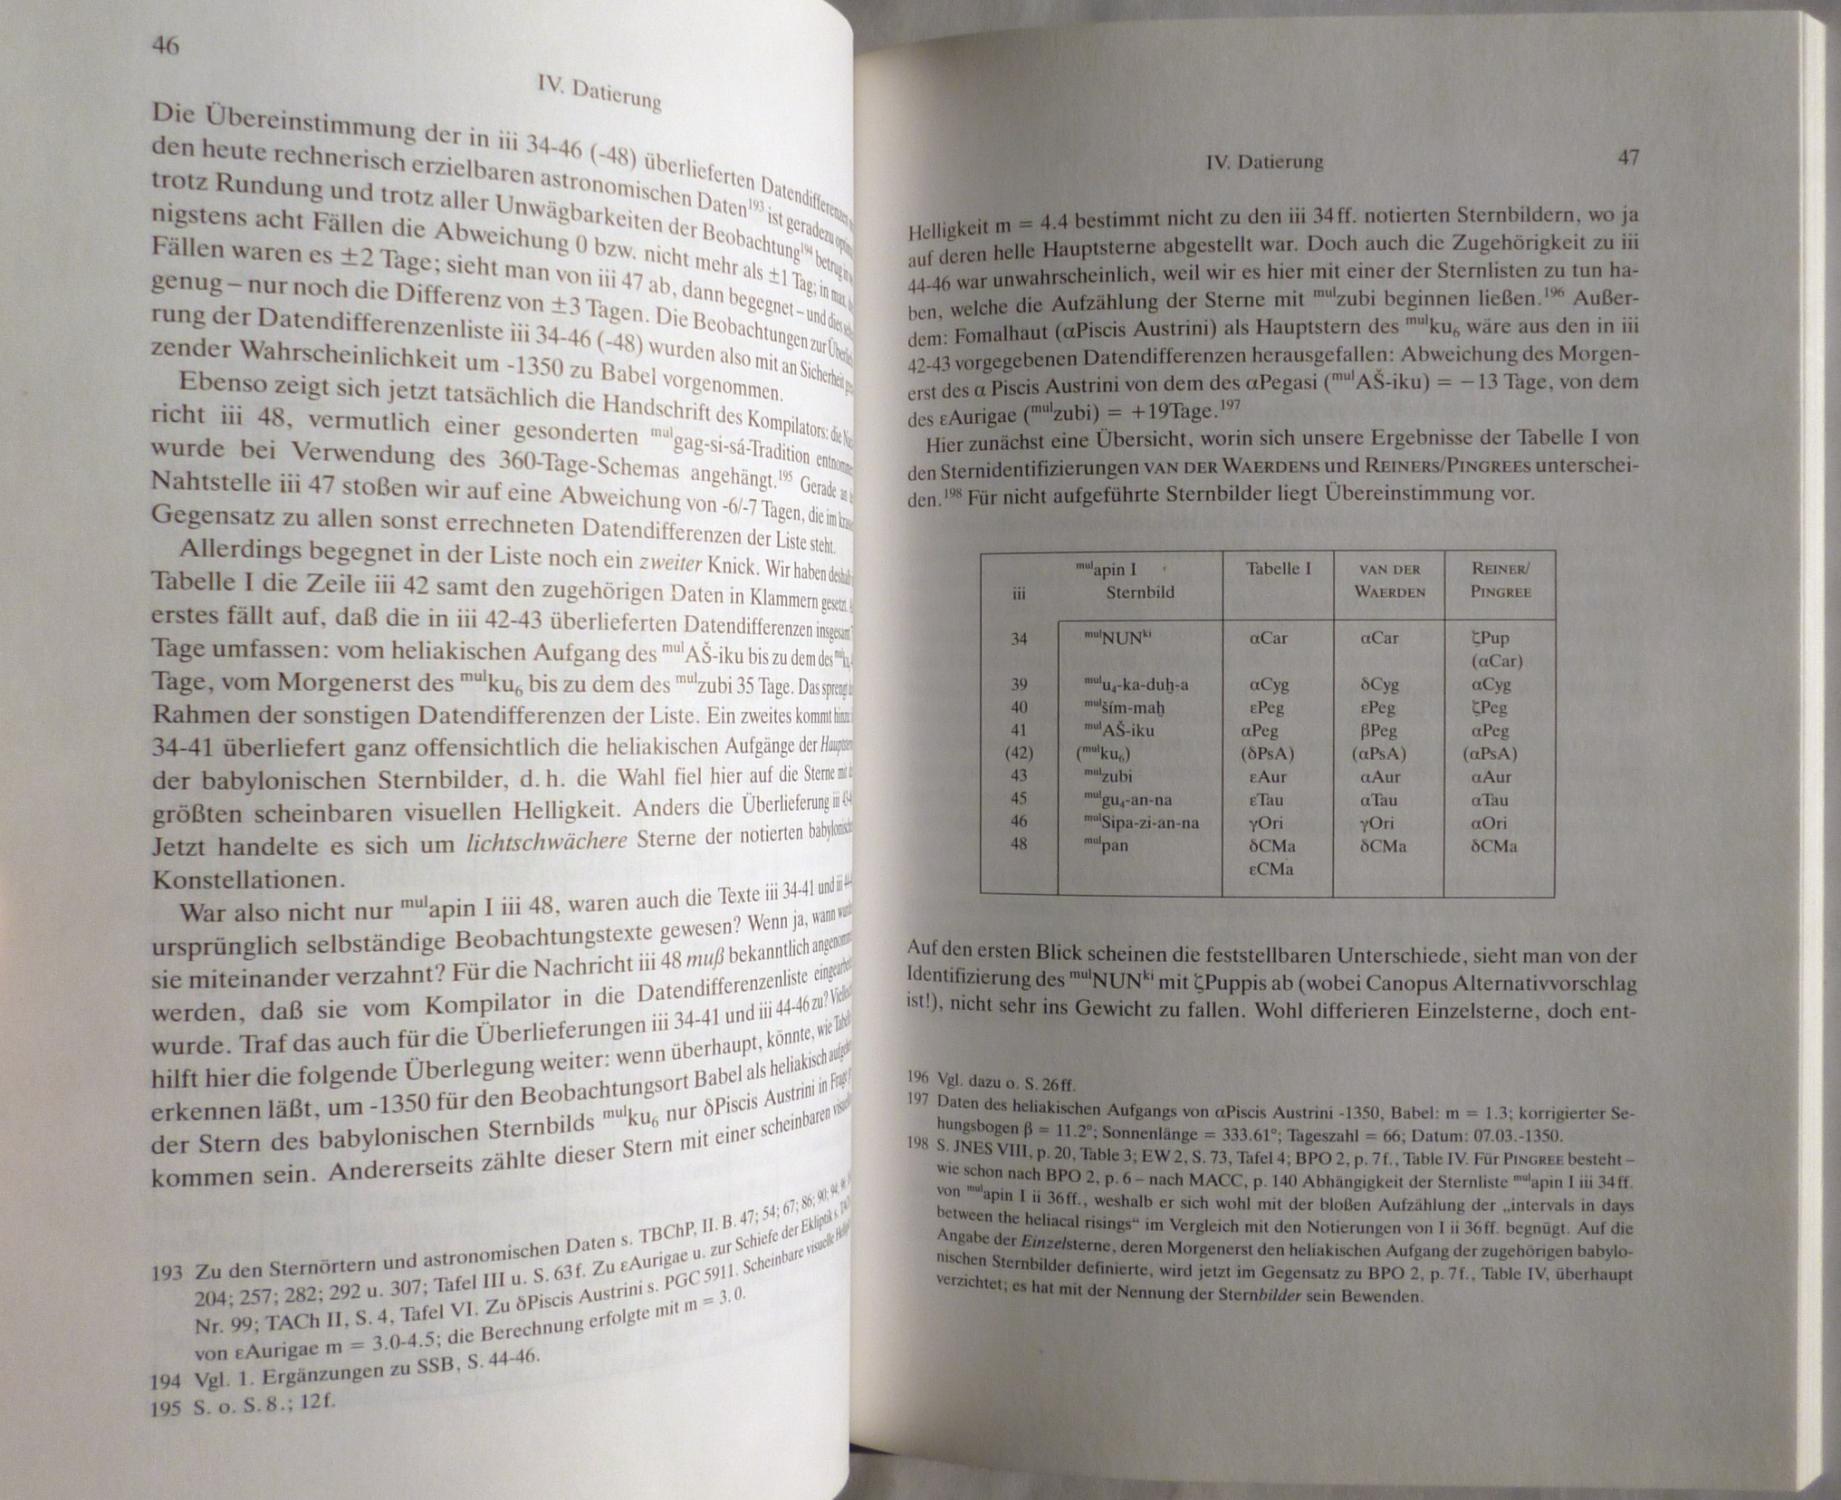 46
IV. Datierung
Die Übereinstimmung der in iii 34-46 (-48) überlieferten Datendifferenzen
den heute rechnerisch erzielbaren astronomischen Daten¹⁹³ ist geradezu
trotz Rundung und trotz aller Unwägbarkeiten der Beobachtung¹⁹⁴ betrug
nigstens acht Fällen die Abweichung 0 bzw. nicht mehr als ±1 Tag; in max.
Fällen waren es ±2 Tage; sieht man von iii 47 ab, dann begegnet – und dies
genug – nur noch die Differenz von ±3 Tagen. Die Beobachtungen zur
rung der Datendifferenzenliste iii 34-46 (-48) wurden also mit an Sicherheit
zender Wahrscheinlichkeit um -1350 zu Babel vorgenommen.
Ebenso zeigt sich jetzt tatsächlich die Handschrift des Kompilators: die
richt iii 48, vermutlich einer gesonderten ᵐᵘˡgag-si-sá-Tradition
wurde bei Verwendung des 360-Tage-Schemas angehängt.¹⁹⁵ Gerade an
Nahtstelle iii 47 stoßen wir auf eine Abweichung von -6/-7 Tagen, die im
Gegensatz zu allen sonst errechneten Datendifferenzen der Liste steht.
Allerdings begegnet in der Liste noch ein zweiter Knick. Wir haben
Tabelle I die Zeile iii 42 samt den zugehörigen Daten in Klammern gesetzt.
erstes fällt auf, daß die in iii 42-43 überlieferten Datendifferenzen
Tage umfassen: vom heliakischen Aufgang des ᵐᵘˡAŠ-iku bis zu dem des
Tage, vom Morgenerst des ᵐᵘˡku₆ bis zu dem des ᵐᵘˡzubi 35 Tage. Das sprengt
Rahmen der sonstigen Datendifferenzen der Liste. Ein zweites kommt hinzu:
34-41 überliefert ganz offensichtlich die heliakischen Aufgänge der
der babylonischen Sternbilder, d. h. die Wahl fiel hier auf die Sterne mit
größten scheinbaren visuellen Helligkeit. Anders die Überlieferung iii
Jetzt handelte es sich um lichtschwächere Sterne der notierten
Konstellationen.
War also nicht nur ᵐᵘˡapin I iii 48, waren auch die Texte iii 34-41 und iii
ursprünglich selbständige Beobachtungstexte gewesen? Wenn ja, wann
sie miteinander verzahnt? Für die Nachricht iii 48 muß bekanntlich
werden, daß sie vom Kompilator in die Datendifferenzenliste
wurde. Traf das auch für die Überlieferungen iii 34-41 und iii 44-46 zu?
hilft hier die folgende Überlegung weiter: wenn überhaupt, könnte, wie
erkennen läßt, um -1350 für den Beobachtungsort Babel als heliakisch
der Stern des babylonischen Sternbilds ᵐᵘˡku₆ nur δPiscis Austrini in Frage
kommen sein. Andererseits zählte dieser Stern mit einer scheinbaren
193 Zu den Sternörtern und astronomischen Daten s. TBChP, II. B. 47; 54; 67; 86; 90; 94;
204; 257; 282; 292 u. 307; Tafel III u. S. 63f. Zu εAurigae u. zur Schiefe der Ekliptik s.
Nr. 99; TACh II, S. 4, Tafel VI. Zu δPiscis Austrini s. PGC 5911. Scheinbare visuelle
von εAurigae m = 3.0-4.5; die Berechnung erfolgte mit m = 3.0.
194 Vgl. 1. Ergänzungen zu SSB, S. 44-46.
195 S. o. S. 8.; 12f.
IV. Datierung 47
Helligkeit m = 4.4 bestimmt nicht zu den iii 34ff. notierten Sternbildern, wo ja
auf deren helle Hauptsterne abgestellt war. Doch auch die Zugehörigkeit zu iii
44-46 war unwahrscheinlich, weil wir es hier mit einer der Sternlisten zu tun ha-
ben, welche die Aufzählung der Sterne mit ᵐᵘˡzubi beginnen ließen.¹⁹⁶ Außer-
dem: Fomalhaut (αPiscis Austrini) als Hauptstern des ᵐᵘˡku₆ wäre aus den in iii
42-43 vorgegebenen Datendifferenzen herausgefallen: Abweichung des Morgen-
erst des α Piscis Austrini von dem des αPegasi (ᵐᵘˡAŠ-iku) = −13 Tage, von dem
des εAurigae (ᵐᵘˡzubi) = +19Tage.¹⁹⁷
Hier zunächst eine Übersicht, worin sich unsere Ergebnisse der Tabelle I von
den Sternidentifizierungen VAN DER WAERDENS und REINERS/PINGREES unterschei-
den.¹⁹⁸ Für nicht aufgeführte Sternbilder liegt Übereinstimmung vor.
ᵐᵘˡapin I Tabelle I VAN DER REINER/
iii Sternbild WAERDEN PINGREE
34 ᵐᵘˡNUNᵏⁱ αCar αCar ζPup
(αCar)
39 ᵐᵘˡu₄-ka-duḫ-a αCyg δCyg αCyg
40 ᵐᵘˡším-maḫ εPeg εPeg ζPeg
41 ᵐᵘˡAŠ-iku αPeg βPeg αPeg
(42) (ᵐᵘˡku₆) (δPsA) (αPsA) (αPsA)
43 ᵐᵘˡzubi εAur αAur αAur
45 ᵐᵘˡgu₄-an-na εTau αTau αTau
46 ᵐᵘˡSipa-zi-an-na γOri γOri αOri
48 ᵐᵘˡpan δCMa δCMa δCMa
εCMa
Auf den ersten Blick scheinen die feststellbaren Unterschiede, sieht man von der
Identifizierung des ᵐᵘˡNUNᵏⁱ mit ζPuppis ab (wobei Canopus Alternativvorschlag
ist!), nicht sehr ins Gewicht zu fallen. Wohl differieren Einzelsterne, doch ent-
196 Vgl. dazu o. S. 26ff.
197 Daten des heliakischen Aufgangs von αPiscis Austrini -1350, Babel: m = 1.3; korrigierter Se-
hungsbogen β = 11.2°; Sonnenlänge = 333.61°; Tageszahl = 66; Datum: 07.03.-1350.
198 S. JNES VIII, p. 20, Table 3; EW 2, S. 73, Tafel 4; BPO 2, p. 7f., Table IV. Für PINGREE besteht –
wie schon nach BPO 2, p. 6 – nach MACC, p. 140 Abhängigkeit der Sternliste ᵐᵘˡapin I iii 34ff.
von ᵐᵘˡapin I ii 36ff., weshalb er sich wohl mit der bloßen Aufzählung der „intervals in days
between the heliacal risings“ im Vergleich mit den Notierungen von I ii 36ff. begnügt. Auf die
Angabe der Einzelsterne, deren Morgenerst den heliakischen Aufgang der zugehörigen babylo-
nischen Sternbilder definierte, wird jetzt im Gegensatz zu BPO 2, p. 7f., Table IV, überhaupt
verzichtet; es hat mit der Nennung der Sternbilder sein Bewenden.